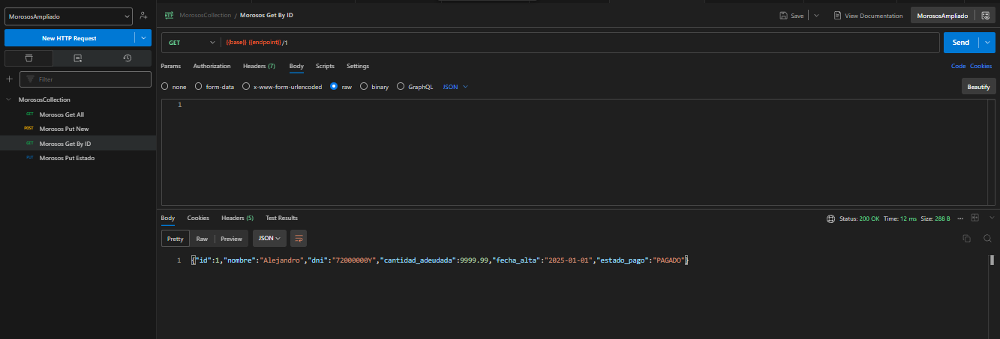 MorososAmpliado
New HTTP Request
Filter
MorososCollection
GET Morosos Get All
POST Morosos Put New
GET Morosos Get By ID
PUT Morosos Put Estado
HTTP MorososCollection / Morosos Get By ID
Save
View Documentation
MorososAmpliado
GET
{{base}} {{endpoint}}/1
Send
Params Authorization Headers (7) Body Scripts Settings
Code Cookies
none form-data x-www-form-urlencoded raw binary GraphQL JSON
Beautify
1
Body Cookies Headers (5) Test Results
Status: 200 OK Time: 12 ms Size: 288 B
Pretty Raw Preview JSON
1 {"id":1,"nombre":"Alejandro","dni":"72000000Y","cantidad_adeudada":9999.99,"fecha_alta":"2025-01-01","estado_pago":"PAGADO"}